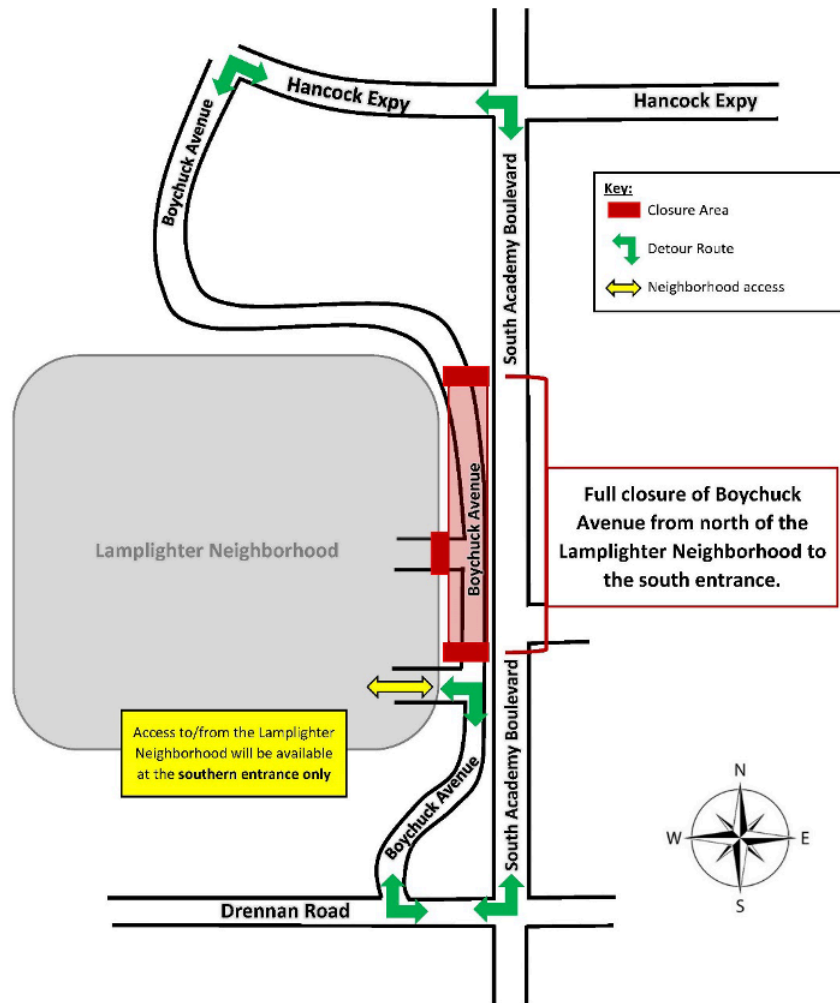 Hancock Expy
Hancock Expy
Boychuck Avenue
South Academy Boulevard
Key:
Closure Area
Detour Route
Neighborhood access
Lamplighter Neighborhood
Boychuck Avenue
Full closure of Boychuck
Avenue from north of the
Lamplighter Neighborhood to
the south entrance.
Access to/from the Lamplighter
Neighborhood will be available
at the southern entrance only
Boychuck Avenue
South Academy Boulevard
N
W
E
S
Drennan Road